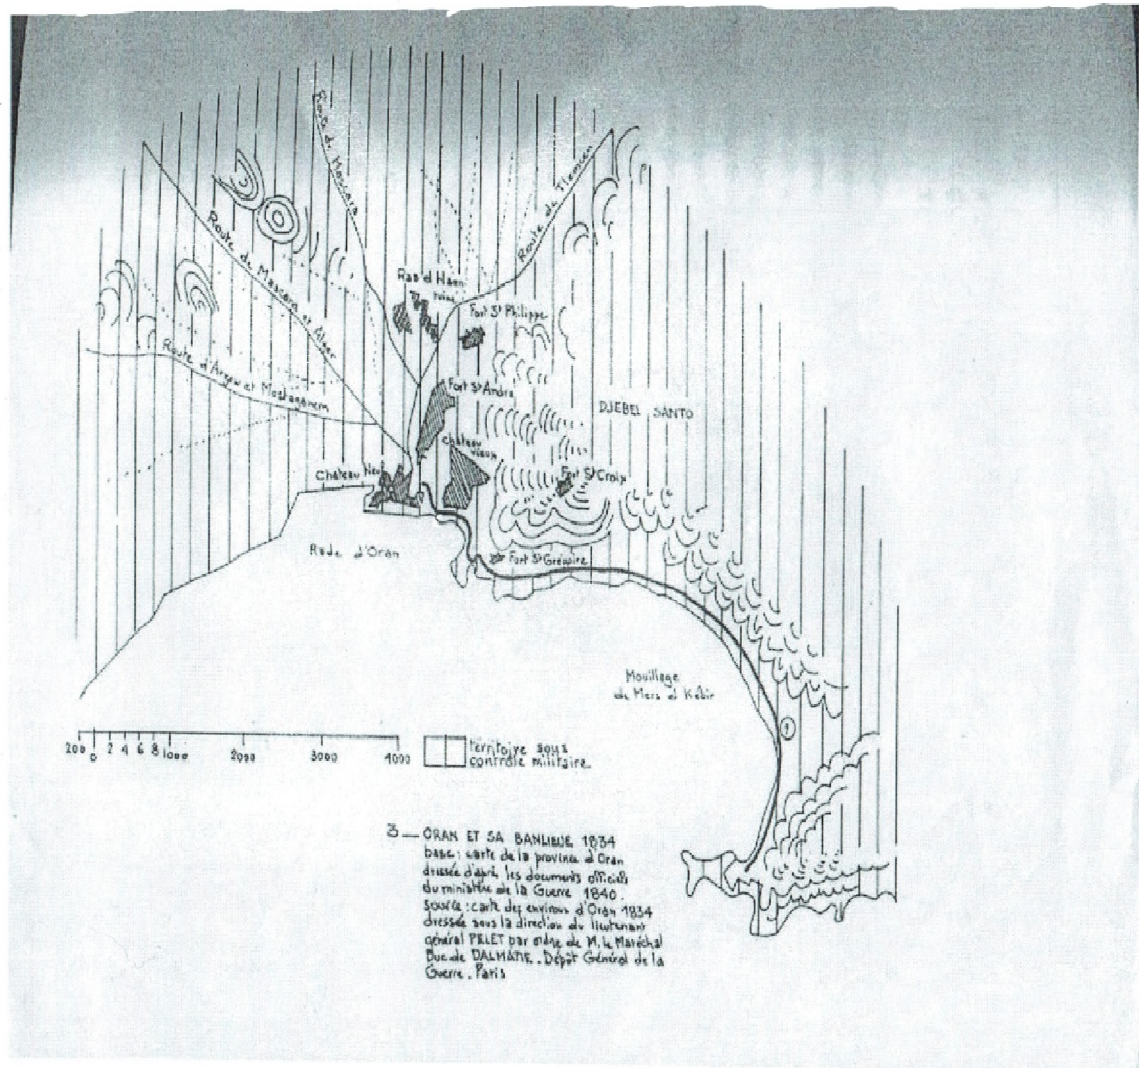 Route de Mascara
Route de Tlemcen
Route de Mascara et Alger
Ras el Haen
ruine
Fort St Philippe
Route d'Arzew et Mostaganem
Fort St André
DJEBEL SANTO
Château
vieux
Château Neuf
Fort St Croix
Rade d'Oran
Fort St Grégoire
Mouillage
de Mers el Kébir
1
200 0 2 4 6 8 1000 2000 3000 4000
territoire sous
contrôle militaire
3_ ORAN ET SA BANLIEUE 1834
base: carte de la province d'Oran
dressée d'après les documents officiels
du ministère de la Guerre 1840
source: carte des environs d'Oran 1834
dressée sous la direction du lieutenant
général PELET par ordre de M. le Maréchal
Duc de DALMATIE. Dépôt Général de la
Guerre. Paris